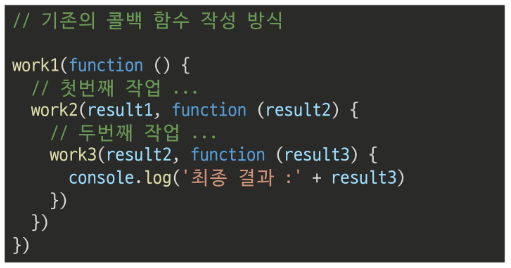 // 기존의 콜백 함수 작성 방식
work1(function () {
// 첫번째 작업 ...
work2(result1, function (result2) {
// 두번째 작업 ...
work3(result2, function (result3) {
console.log('최종 결과 :' + result3)
})
})
})